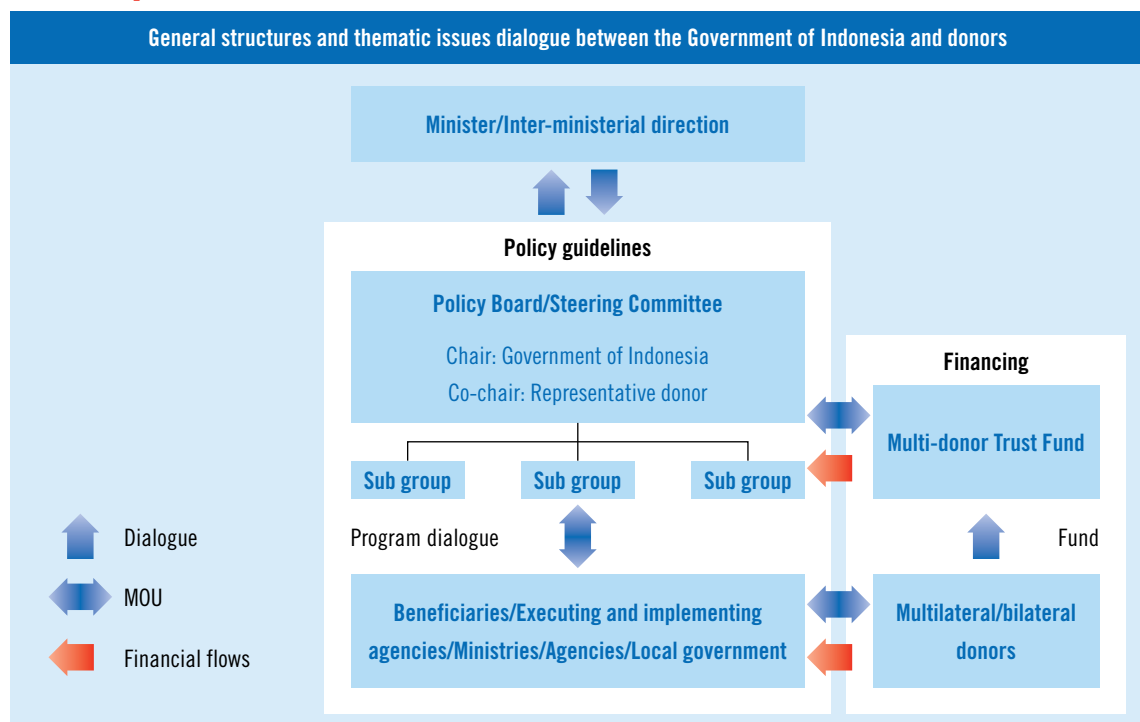 General structures and thematic issues dialogue between the Government of Indonesia and donors
Minister/Inter-ministerial direction
Policy guidelines
Policy Board/Steering Committee
Chair: Government of Indonesia
Co-chair: Representative donor
Financing
Multi-donor Trust Fund
Sub group
Sub group
Sub group
Program dialogue
Fund
Beneficiaries/Executing and implementing
agencies/Ministries/Agencies/Local government
Multilateral/bilateral
donors
Dialogue
MOU
Financial flows